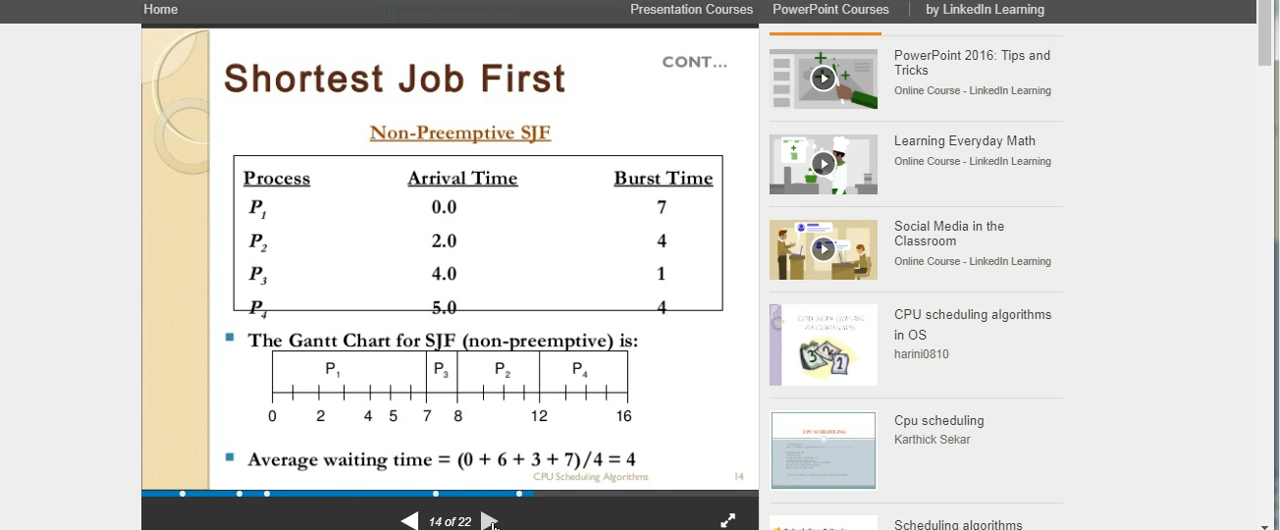 Home
Presentation Courses PowerPoint Courses by LinkedIn Learning
CONT...
Shortest Job First
Non-Preemptive SJF
Process Arrival Time Burst Time
P1 0.0 7
P2 2.0 4
P3 4.0 1
P4 5.0 4
The Gantt Chart for SJF (non-preemptive) is:
P1 P3 P2 P4
0 2 4 5 7 8 12 16
Average waiting time = (0 + 6 + 3 + 7)/4 = 4
CPU Scheduling Algorithms 14
14 of 22
PowerPoint 2016: Tips and
Tricks
Online Course - LinkedIn Learning
Learning Everyday Math
Online Course - LinkedIn Learning
Social Media in the
Classroom
Online Course - LinkedIn Learning
CPU scheduling algorithms
in OS
harini0810
Cpu scheduling
Karthick Sekar
CPU SCHEDULING
Scheduling algorithms